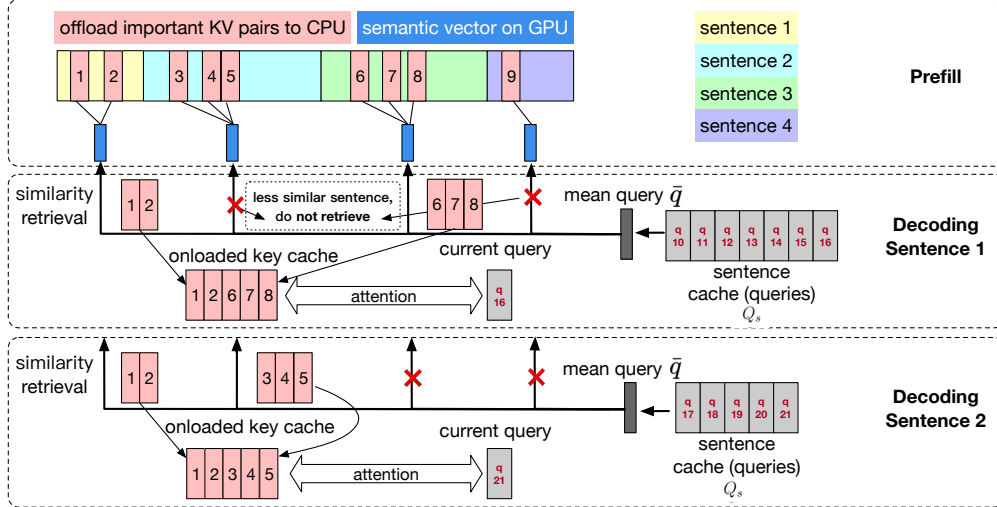 offload important KV pairs to CPU
semantic vector on GPU
sentence 1
sentence 2
sentence 3
sentence 4
Prefill
1 2 3 4 5 6 7 8 9
similarity
retrieval
1 2
less similar sentence,
do not retrieve
6 7 8
mean query q̄
q
10
q
11
q
12
q
13
q
14
q
15
q
16
Decoding
Sentence 1
onloaded key cache
current query
1 2 6 7 8
attention
q
16
sentence
cache (queries)
Qₛ
similarity
retrieval
1 2
3 4 5
mean query q̄
q
17
q
18
q
19
q
20
q
21
Decoding
Sentence 2
onloaded key cache
current query
1 2 3 4 5
attention
q
21
sentence
cache (queries)
Qₛ